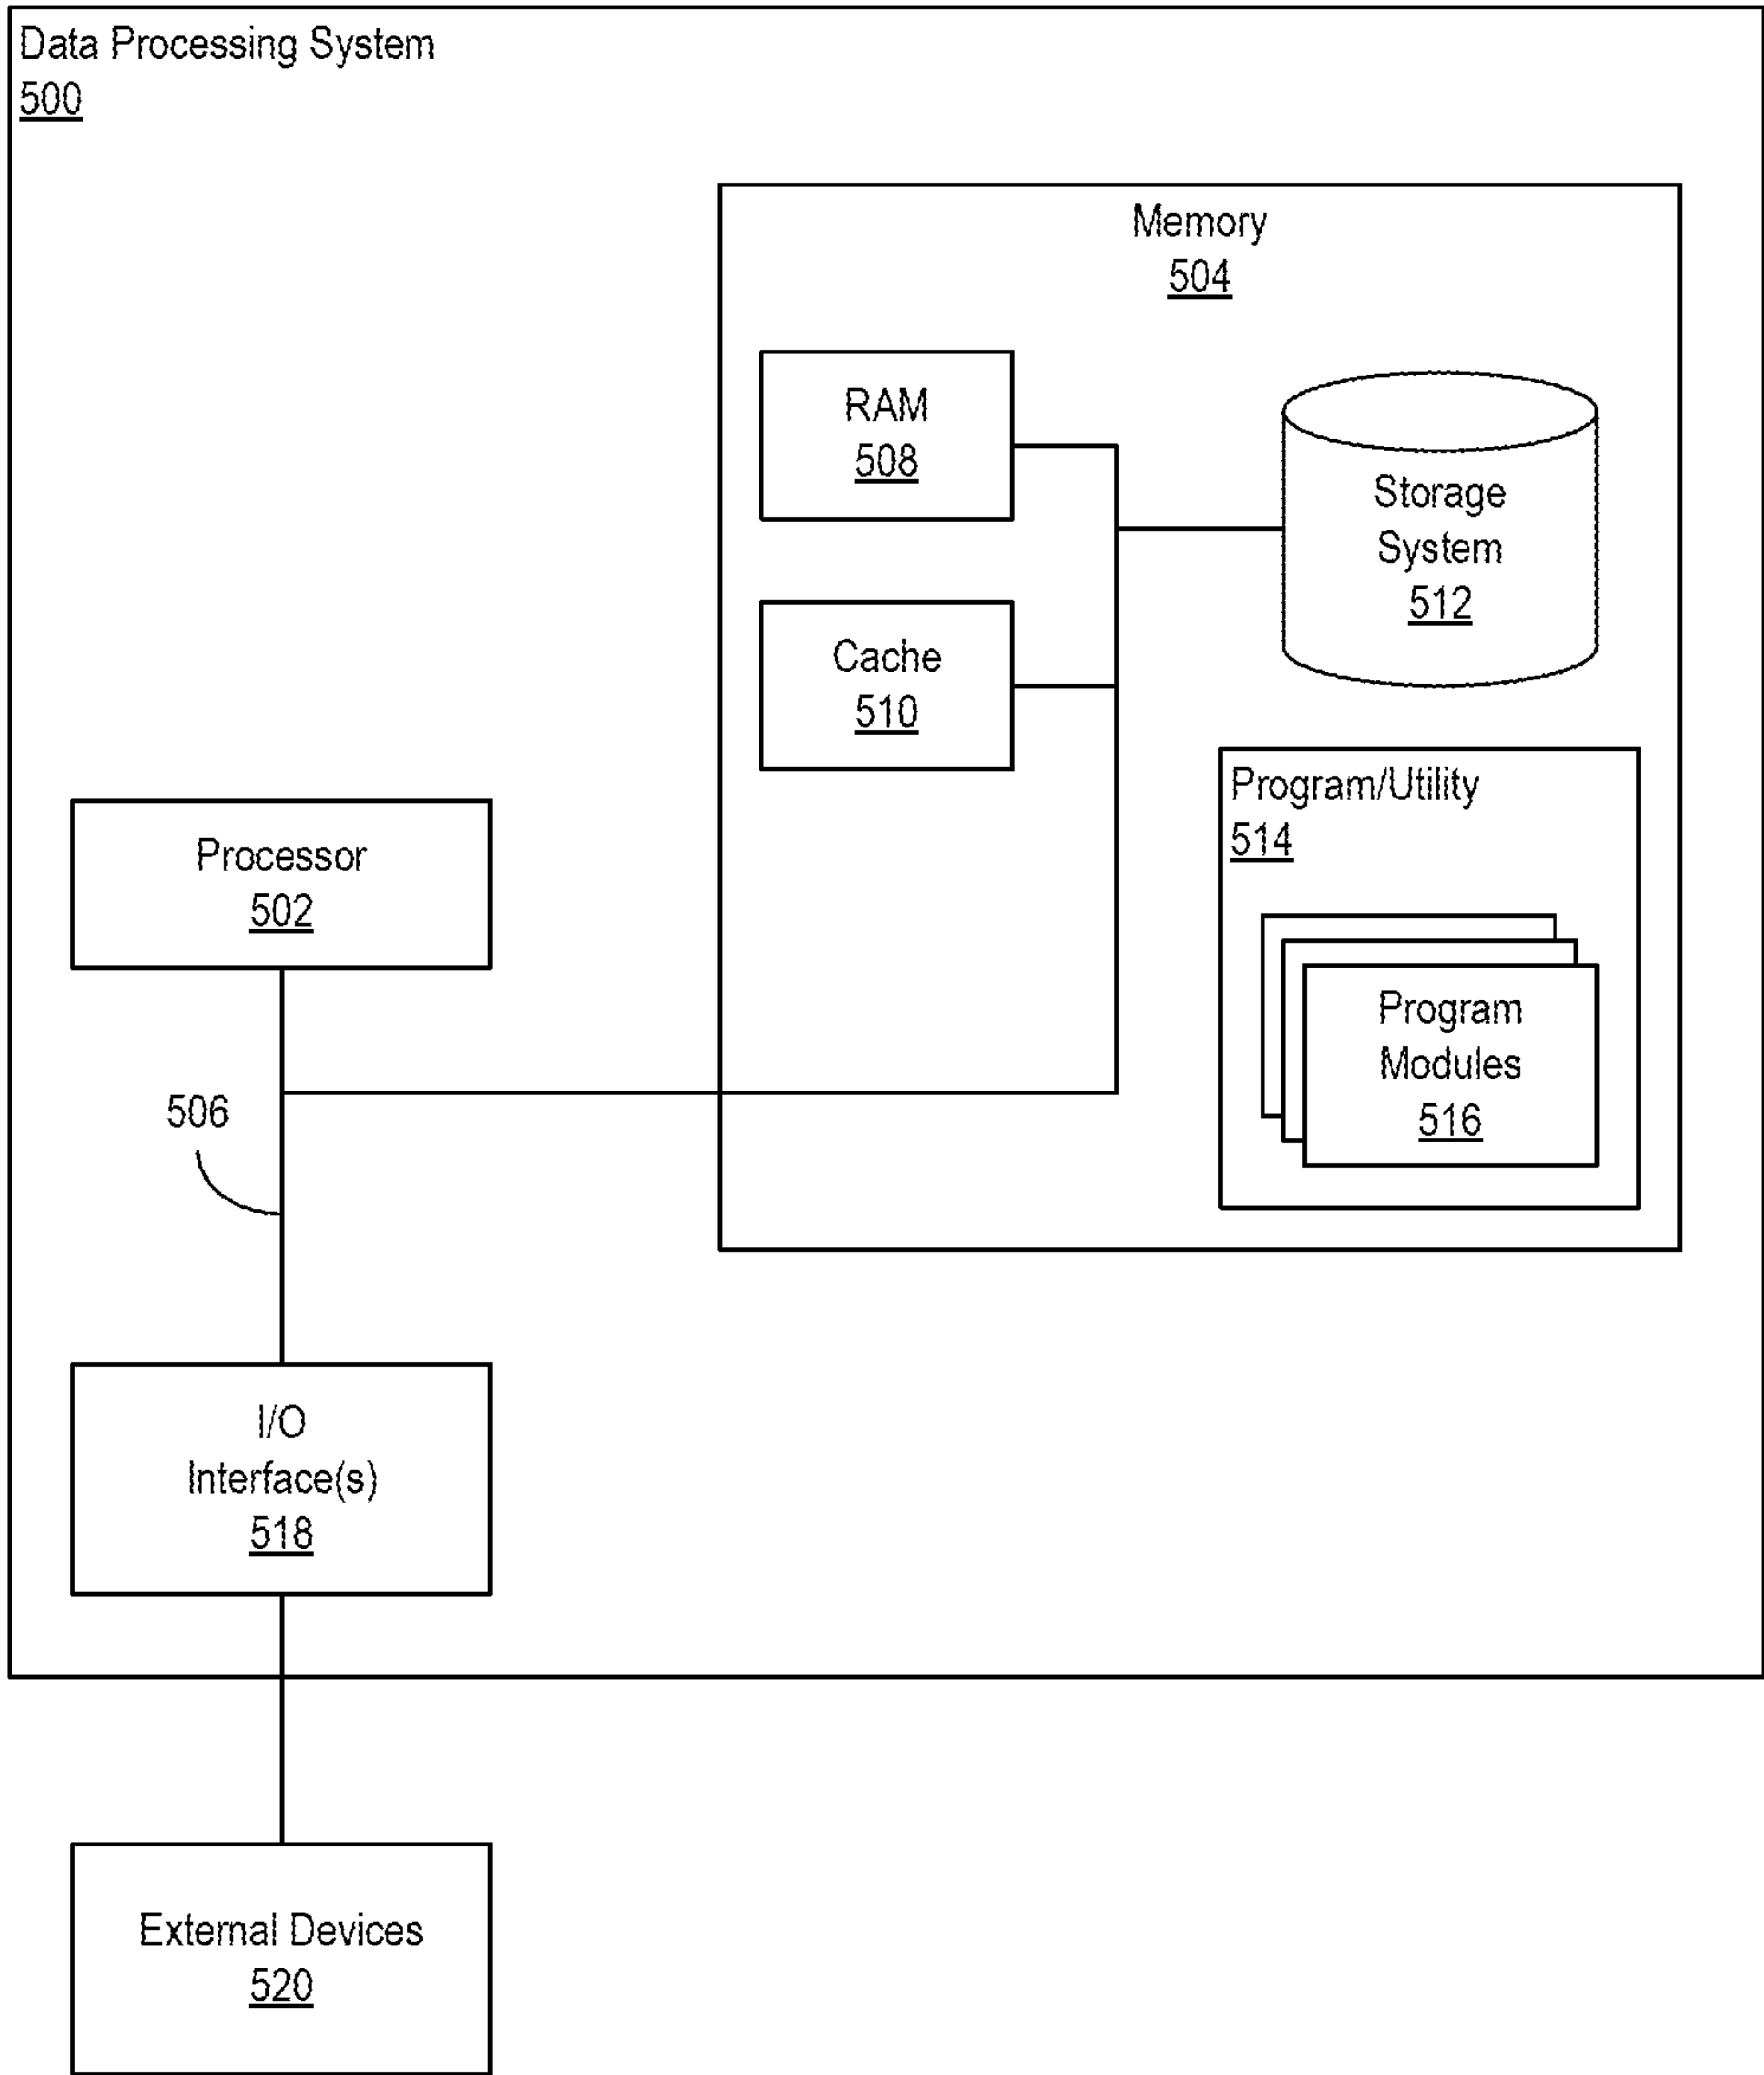 Data Processing System
500
Memory
504
RAM
508
Storage
System
512
Cache
510
Program/Utility
514
Processor
502
Program
Modules
516
506
I/O
Interface(s)
518
External Devices
520